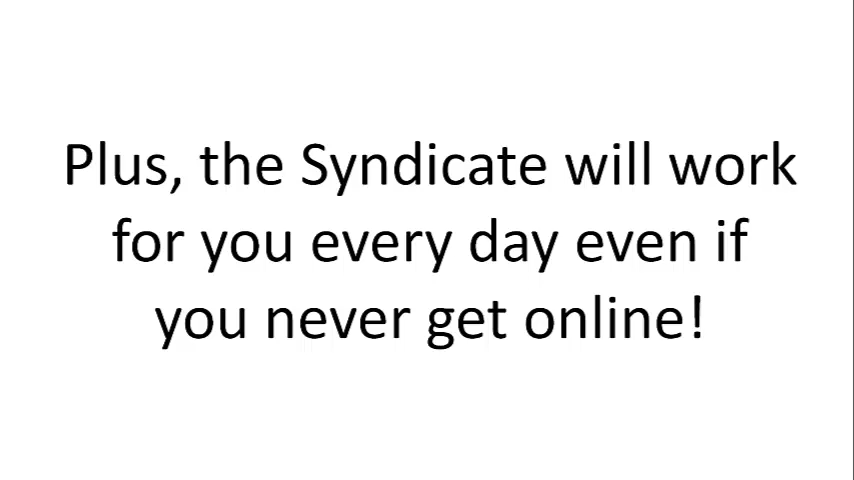 Plus, the Syndicate will work
for you every day even if
you never get online!